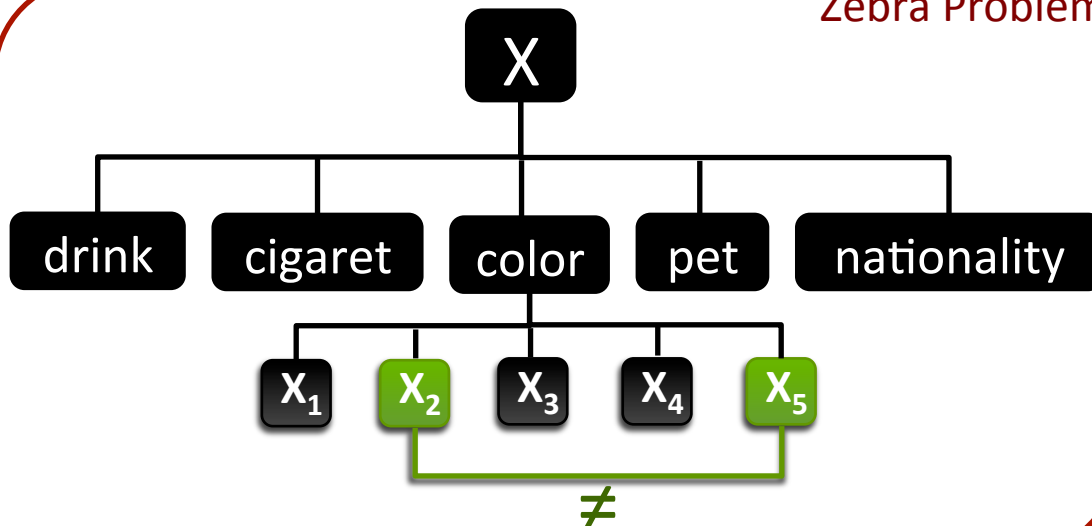 Zebra Problem
X
drink cigaret color pet nationality
X₁ X₂ X₃ X₄ X₅
≠